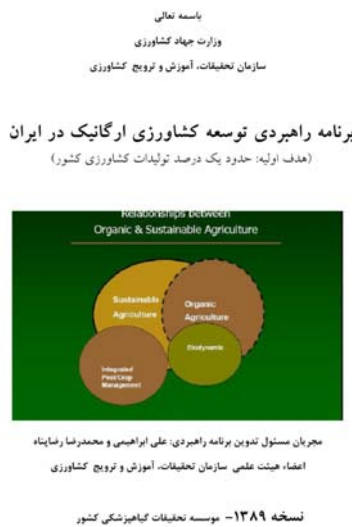 باسمه تعالی
وزارت جهاد کشاورزی
سازمان تحقیقات، آموزش و ترویج کشاورزی
برنامه راهبردی توسعه کشاورزی ارگانیک در ایران
(هدف اولیه: حدود یک درصد تولیدات کشاورزی کشور)
Relationships between
Organic & Sustainable Agriculture
Sustainable
Agriculture
Organic
Agriculture
Biodynamic
Integrated
Pest/Crop
Management
مجریان مسئول تدوین برنامه راهبردی: علی ابراهیمی و محمدرضا رضاپناه
اعضاء هیئت علمی سازمان تحقیقات، آموزش و ترویج کشاورزی
نسخه ۱۳۸۹- موسسه تحقیقات گیاهپزشکی کشور